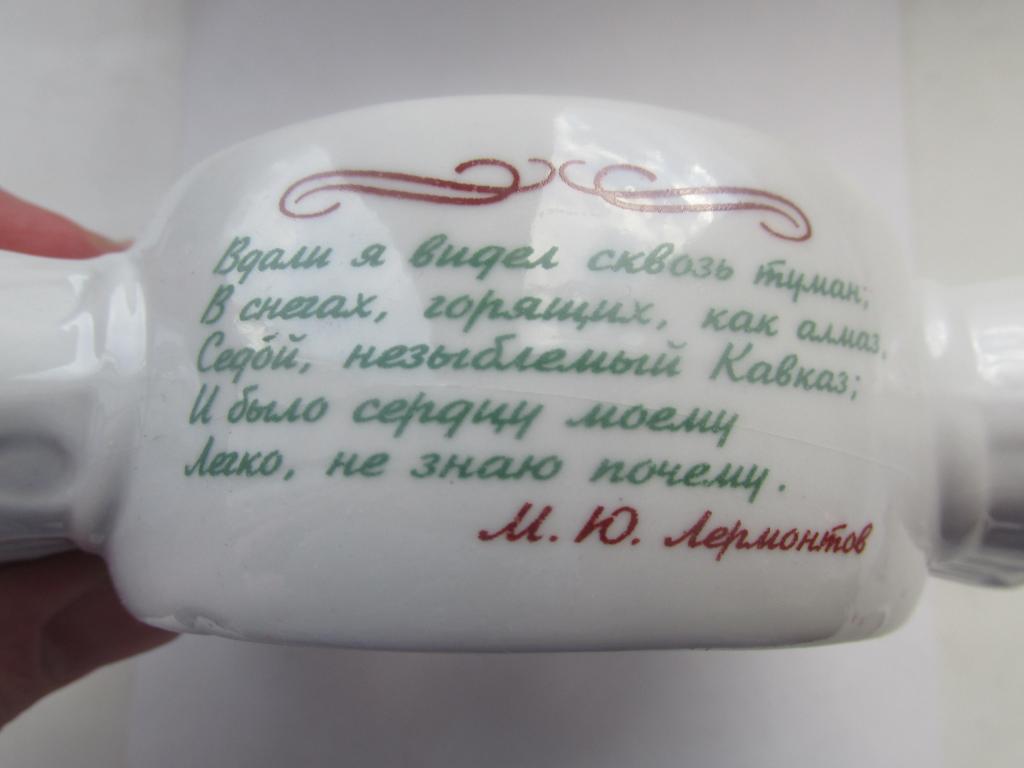 Вдали я видел сквозь туман;
В снегах, горящих, как алмаз,
Седой, незыблемый Кавказ;
И было сердцу моему
Легко, не знаю почему.
М. Ю. Лермонтов